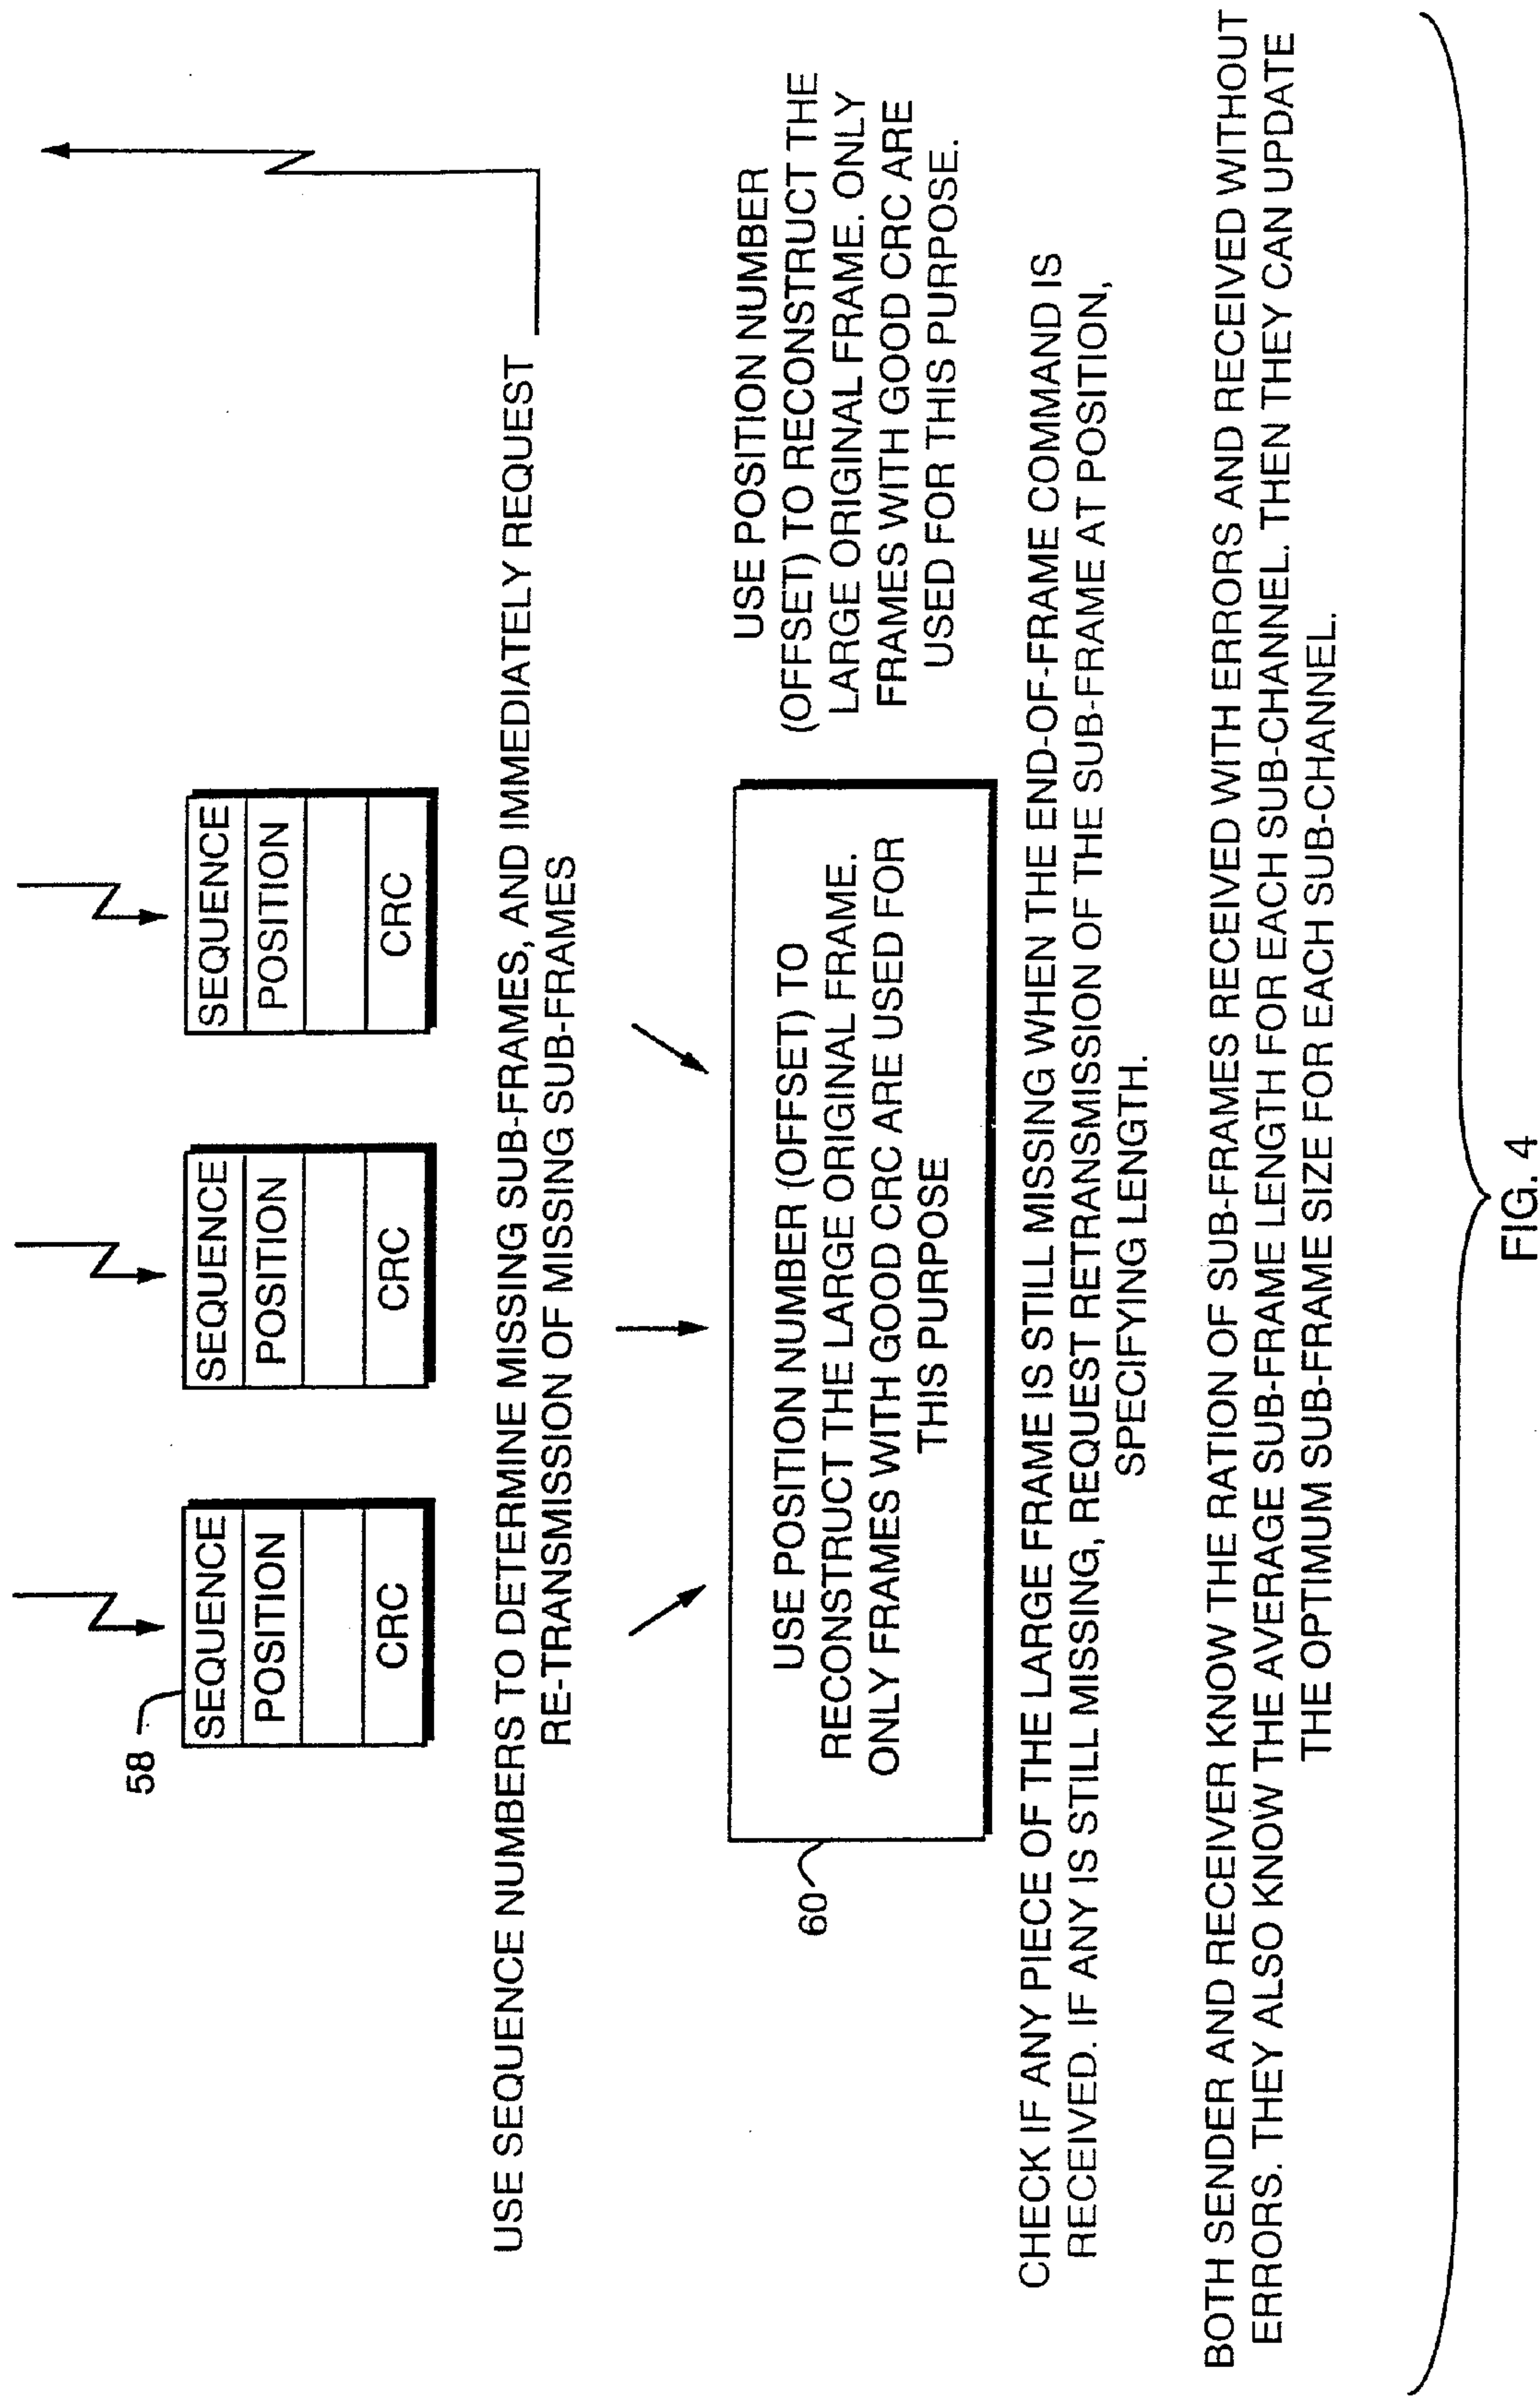 58
SEQUENCE
POSITION
CRC
SEQUENCE
POSITION
CRC
SEQUENCE
POSITION
CRC
USE SEQUENCE NUMBERS TO DETERMINE MISSING SUB-FRAMES, AND IMMEDIATELY REQUEST
RE-TRANSMISSION OF MISSING SUB-FRAMES
60
USE POSITION NUMBER (OFFSET) TO
RECONSTRUCT THE LARGE ORIGINAL FRAME.
ONLY FRAMES WITH GOOD CRC ARE USED FOR
THIS PURPOSE
USE POSITION NUMBER
(OFFSET) TO RECONSTRUCT THE
LARGE ORIGINAL FRAME. ONLY
FRAMES WITH GOOD CRC ARE
USED FOR THIS PURPOSE.
CHECK IF ANY PIECE OF THE LARGE FRAME IS STILL MISSING WHEN THE END-OF-FRAME COMMAND IS
RECEIVED. IF ANY IS STILL MISSING, REQUEST RETRANSMISSION OF THE SUB-FRAME AT POSITION,
SPECIFYING LENGTH.
BOTH SENDER AND RECEIVER KNOW THE RATION OF SUB-FRAMES RECEIVED WITH ERRORS AND RECEIVED WITHOUT
ERRORS. THEY ALSO KNOW THE AVERAGE SUB-FRAME LENGTH FOR EACH SUB-CHANNEL. THEN THEY CAN UPDATE
THE OPTIMUM SUB-FRAME SIZE FOR EACH SUB-CHANNEL.
FIG. 4